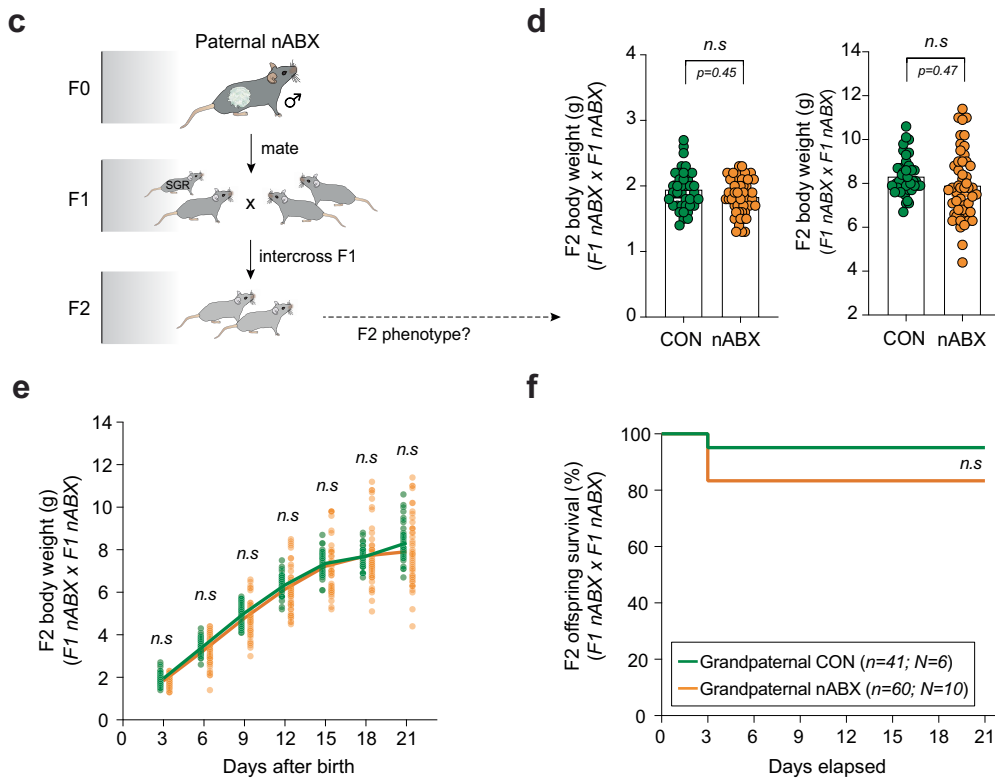 c
Paternal nABX
F0
♂
mate
F1
SGR
x
intercross F1
F2
F2 phenotype?
d
F2 body weight (g)
(F1 nABX x F1 nABX)
4
3
2
1
0
n.s
p=0.45
CON nABX
F2 body weight (g)
(F1 nABX x F1 nABX)
14
12
10
8
6
4
2
n.s
p=0.47
CON nABX
e
F2 body weight (g)
(F1 nABX x F1 nABX)
14
12
10
8
6
4
2
0
n.s
n.s
n.s
n.s
n.s
n.s
n.s
0 3 6 9 12 15 18 21
Days after birth
f
F2 offspring survival (%)
(F1 nABX x F1 nABX)
100
80
60
40
20
0
n.s
Grandpaternal CON (n=41; N=6)
Grandpaternal nABX (n=60; N=10)
0 3 6 9 12 15 18 21
Days elapsed